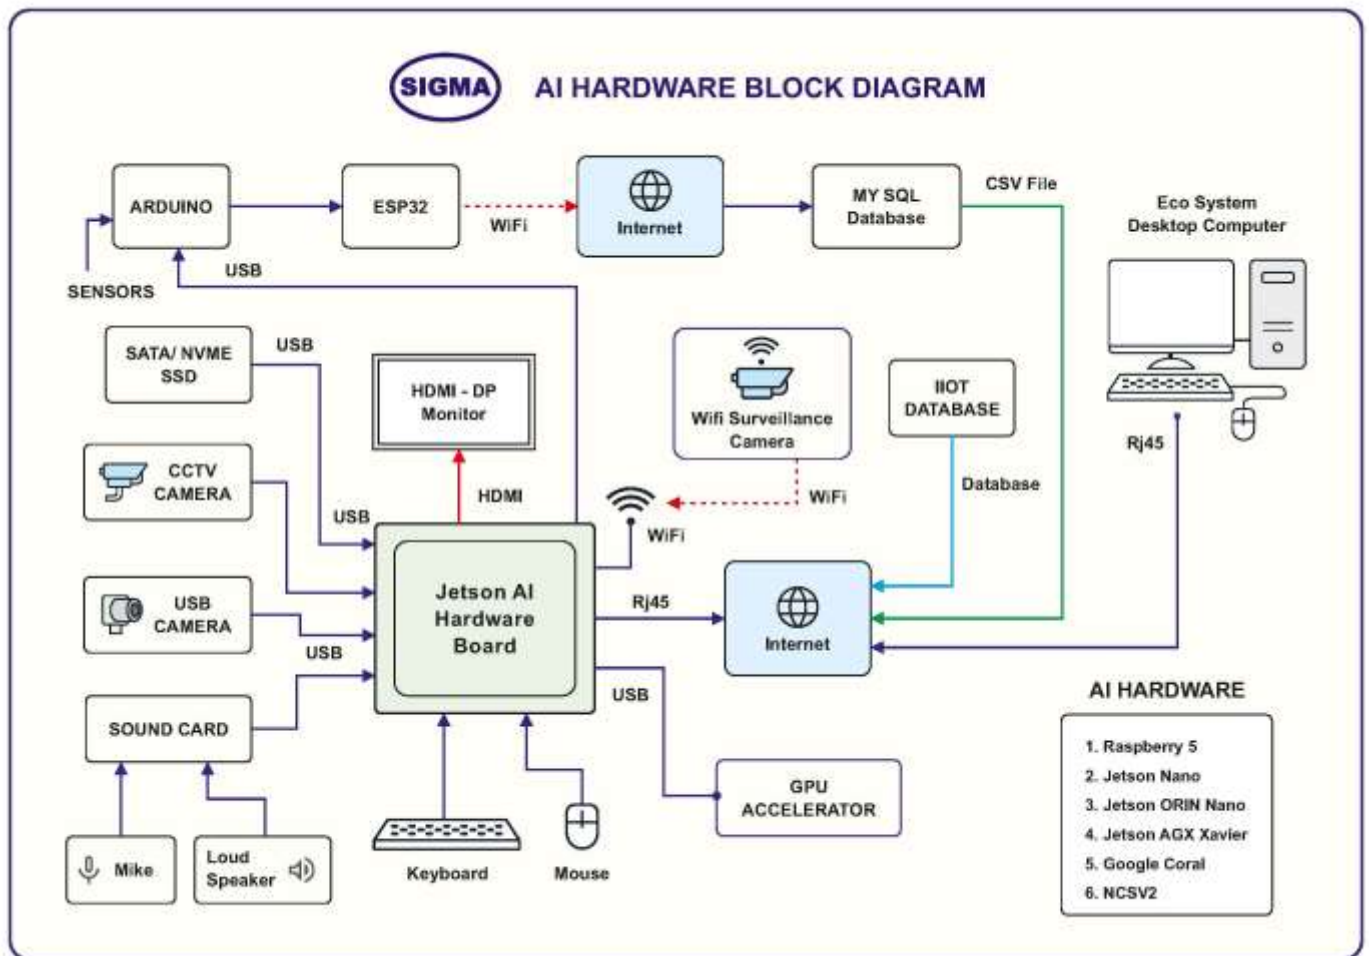 SIGMA
AI HARDWARE BLOCK DIAGRAM
ARDUINO
ESP32
WiFi
Internet
MY SQL
Database
CSV File
Eco System
Desktop Computer
SENSORS
USB
SATA/ NVME
SSD
USB
HDMI - DP
Monitor
Wifi Surveillance
Camera
IIOT
DATABASE
Rj45
CCTV
CAMERA
HDMI
WiFi
Database
USB
WiFi
USB
CAMERA
Jetson AI
Hardware
Board
Rj45
Internet
USB
USB
SOUND CARD
AI HARDWARE
1. Raspberry 5
2. Jetson Nano
3. Jetson ORIN Nano
4. Jetson AGX Xavier
5. Google Coral
6. NCSV2
GPU
ACCELERATOR
Mike
Loud
Speaker
Keyboard
Mouse